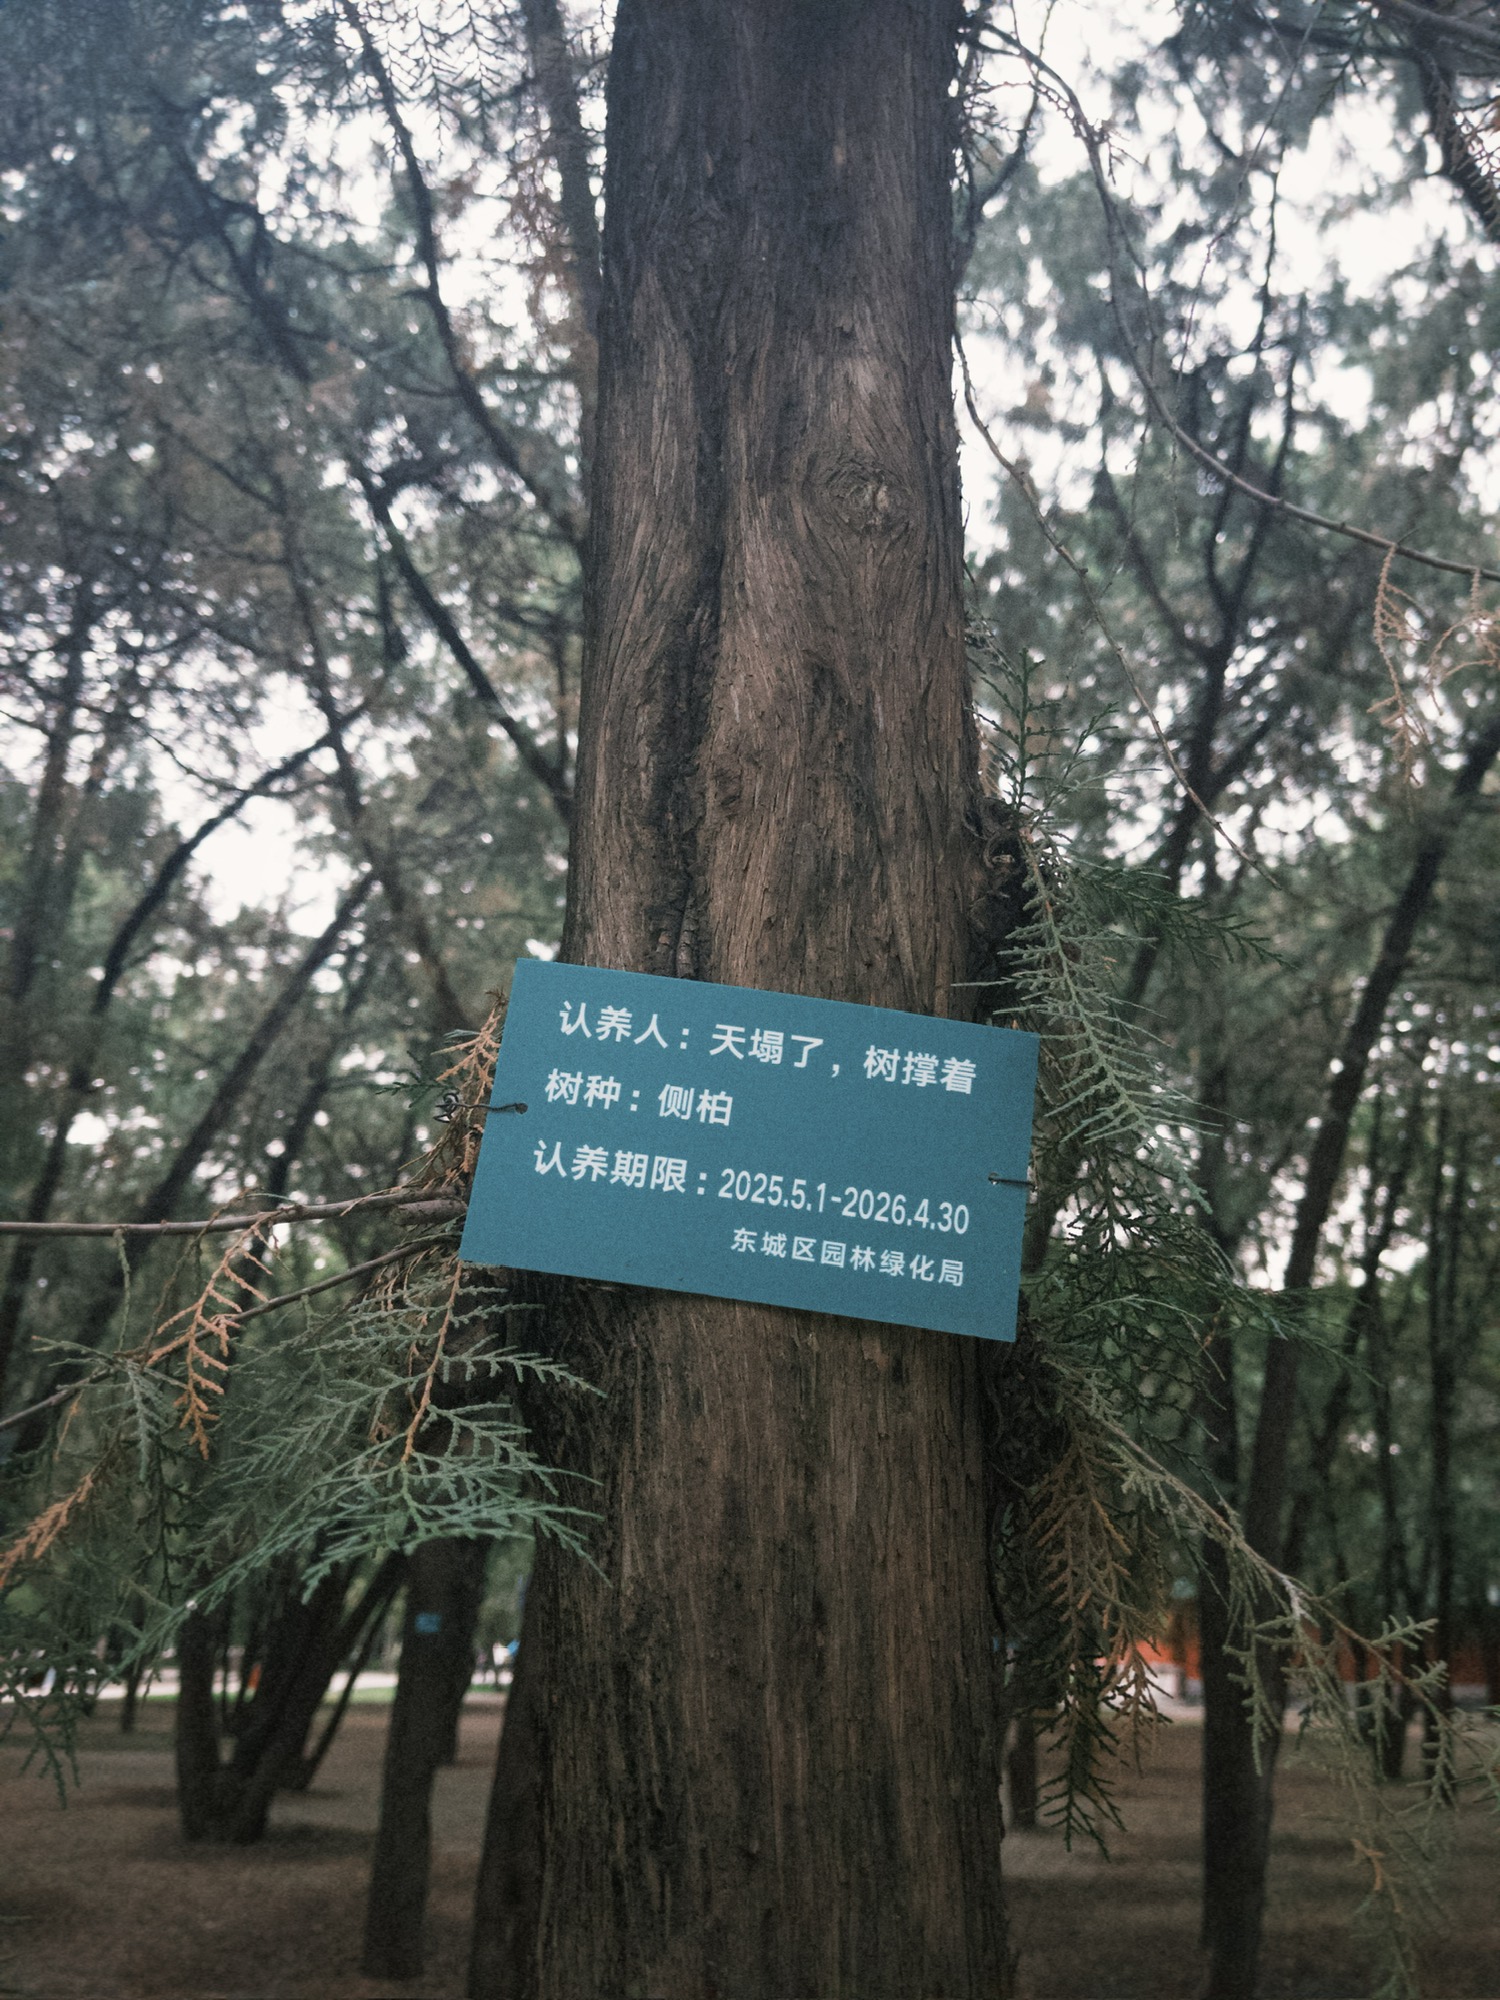 认养人：天塌了，树撑着
树种：侧柏
认养期限：2025.5.1-2026.4.30
东城区园林绿化局